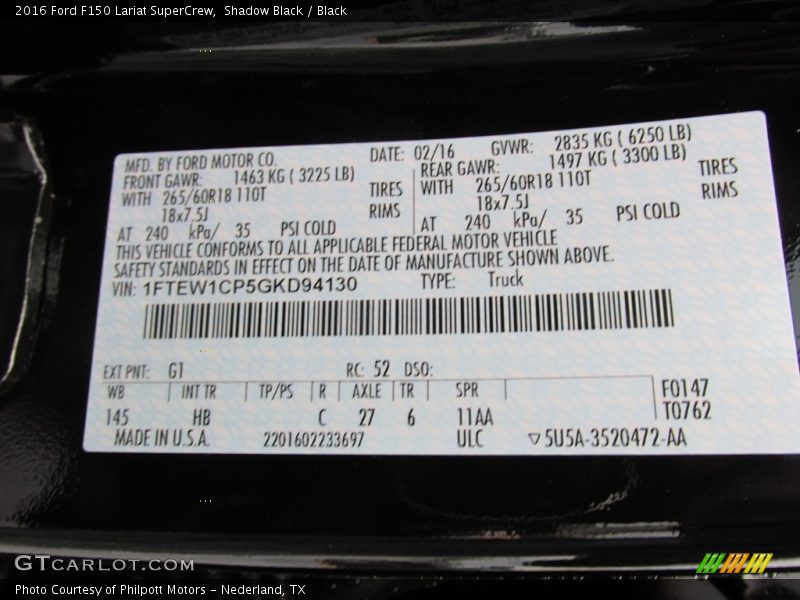 2016 Ford F150 Lariat SuperCrew,  Shadow Black / Black
MFD. BY FORD MOTOR CO. DATE: 02/16 GVWR: 2835 KG ( 6250 LB)
FRONT GAWR: 1463 KG ( 3225 LB) REAR GAWR: 1497 KG ( 3300 LB)
WITH 265/60R18 110T TIRES WITH 265/60R18 110T TIRES
18x7.5J RIMS 18x7.5J RIMS
AT 240 kPa/ 35 PSI COLD AT 240 kPa/ 35 PSI COLD
THIS VEHICLE CONFORMS TO ALL APPLICABLE FEDERAL MOTOR VEHICLE
SAFETY STANDARDS IN EFFECT ON THE DATE OF MANUFACTURE SHOWN ABOVE.
VIN: 1FTEW1CP5GKD94130 TYPE: Truck
EXT PNT: G1 RC: 52 DSO:
WB INT TR TP/PS R AXLE TR SPR F0147
145 HB C 27 6 11AA T0762
MADE IN U.S.A. 2201602233697 ULC ▽5U5A-3520472-AA
GTCARLOT.COM
Photo Courtesy of Philpott Motors - Nederland, TX